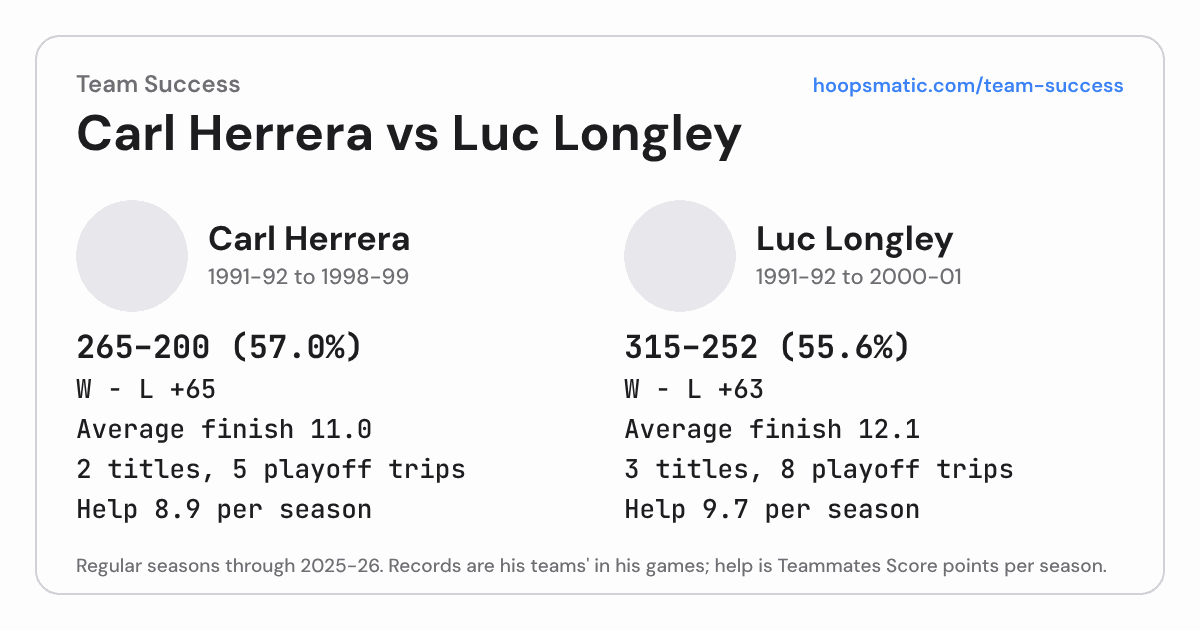 Team Success
hoopsmatic.com/team-success
Carl Herrera vs Luc Longley
Carl Herrera
1991-92 to 1998-99
265-200 (57.0%)
W - L +65
Average finish 11.0
2 titles, 5 playoff trips
Help 8.9 per season
Luc Longley
1991-92 to 2000-01
315-252 (55.6%)
W - L +63
Average finish 12.1
3 titles, 8 playoff trips
Help 9.7 per season
Regular seasons through 2025-26. Records are his teams' in his games; help is Teammates Score points per season.